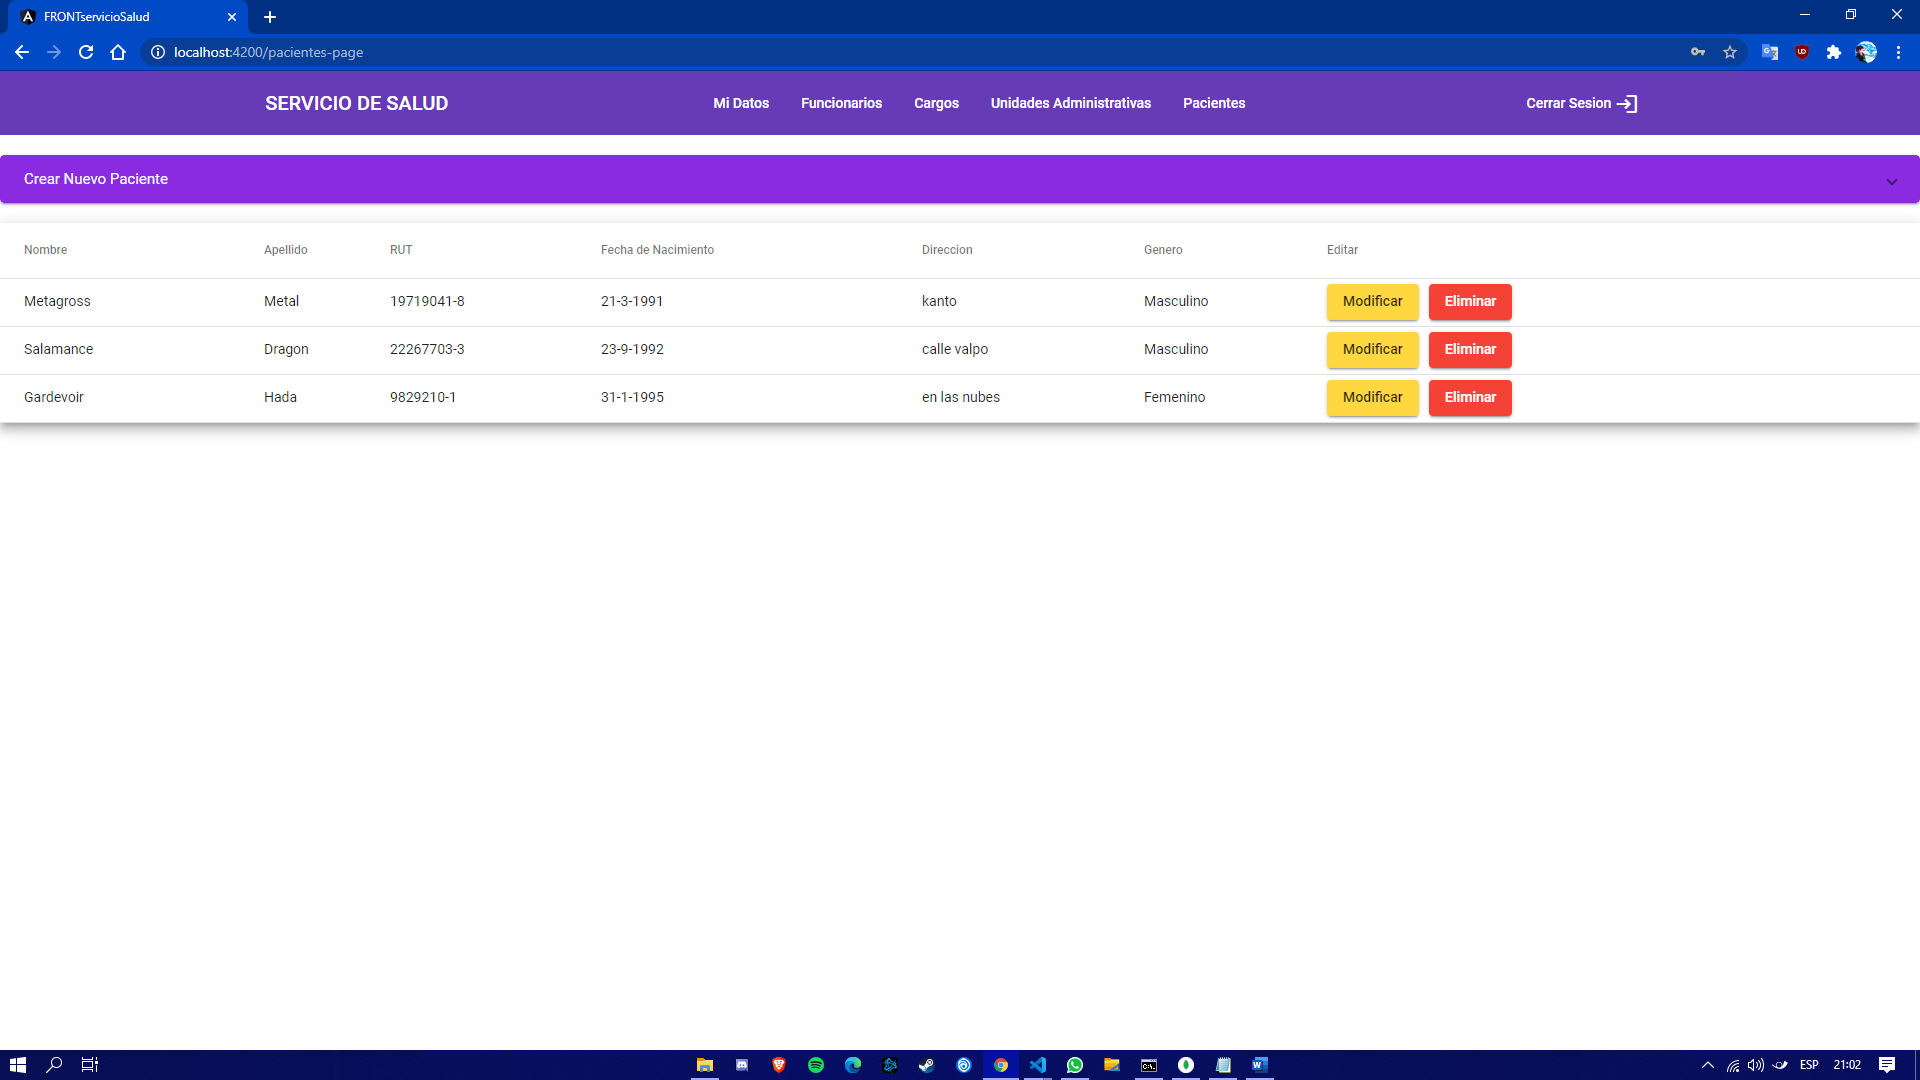 FRONTservicioSalud
localhost:4200/pacientes-page
SERVICIO DE SALUD Mi Datos Funcionarios Cargos Unidades Administrativas Pacientes Cerrar Sesion
Crear Nuevo Paciente
Nombre Apellido RUT Fecha de Nacimiento Direccion Genero Editar
Metagross Metal 19719041-8 21-3-1991 kanto Masculino Modificar Eliminar
Salamance Dragon 22267703-3 23-9-1992 calle valpo Masculino Modificar Eliminar
Gardevoir Hada 9829210-1 31-1-1995 en las nubes Femenino Modificar Eliminar
ESP 21:02